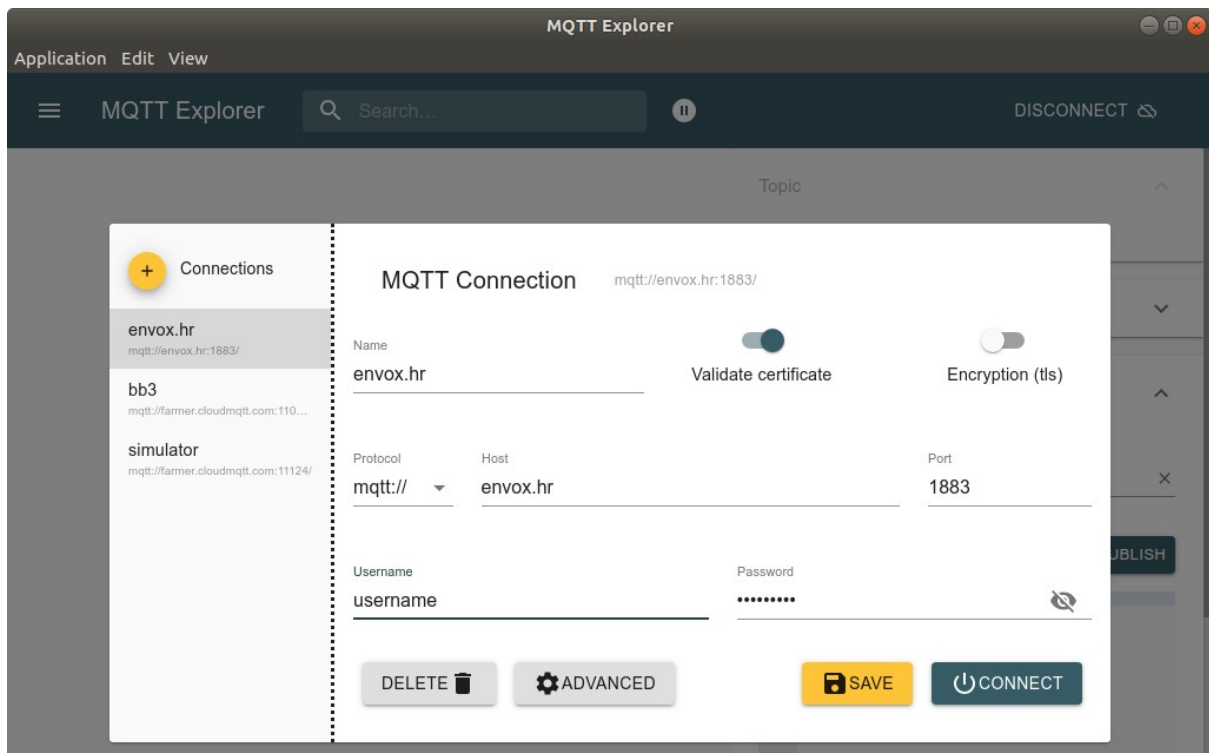 MQTT Explorer
Application Edit View
MQTT Explorer
Search...
DISCONNECT
Topic
Connections
envox.hr
mqtt://envox.hr:1883/
bb3
mqtt://farmer.cloudmqtt.com:110...
simulator
mqtt://farmer.cloudmqtt.com:11124/
MQTT Connection mqtt://envox.hr:1883/
Name
envox.hr
Validate certificate
Encryption (tls)
Protocol Host Port
mqtt:// envox.hr 1883
Username Password
username •••••••••
UBLISH
DELETE ADVANCED SAVE CONNECT